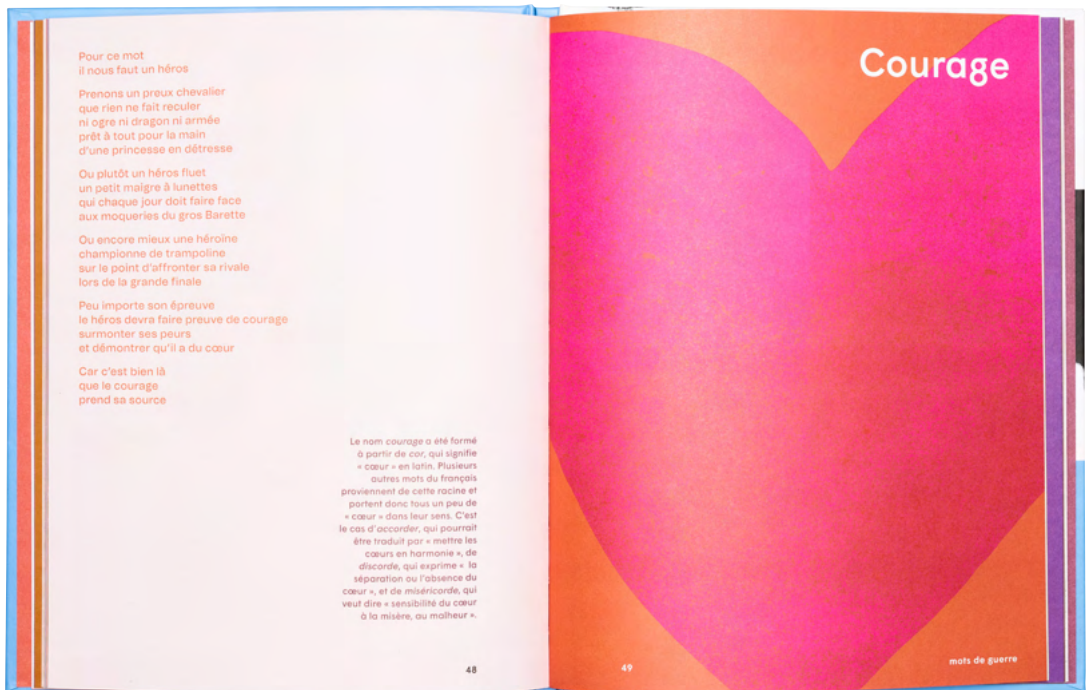 Pour ce mot
il nous faut un héros
Prenons un preux chevalier
que rien ne fait reculer
ni ogre ni dragon ni armée
prêt à tout pour la main
d'une princesse en détresse
Ou plutôt un héros fluet
un petit maigre à lunettes
qui chaque jour doit faire face
aux moqueries du gros Barette
Ou encore mieux une héroïne
championne de trampoline
sur le point d'affronter sa rivale
lors de la grande finale
Peu importe son épreuve
le héros devra faire preuve de courage
surmonter ses peurs
et démontrer qu'il a du cœur
Car c'est bien là
que le courage
prend sa source
Le nom courage a été formé
à partir de cor, qui signifie
« cœur » en latin. Plusieurs
autres mots du français
proviennent de cette racine et
portent donc tous un peu de
« cœur » dans leur sens. C'est
le cas d'accorder, qui pourrait
être traduit par « mettre les
cœurs en harmonie », de
discorde, qui exprime « la
séparation ou l'absence du
cœur », et de miséricorde, qui
veut dire « sensibilité du cœur
à la misère, au malheur ».
48
Courage
49
mots de guerre